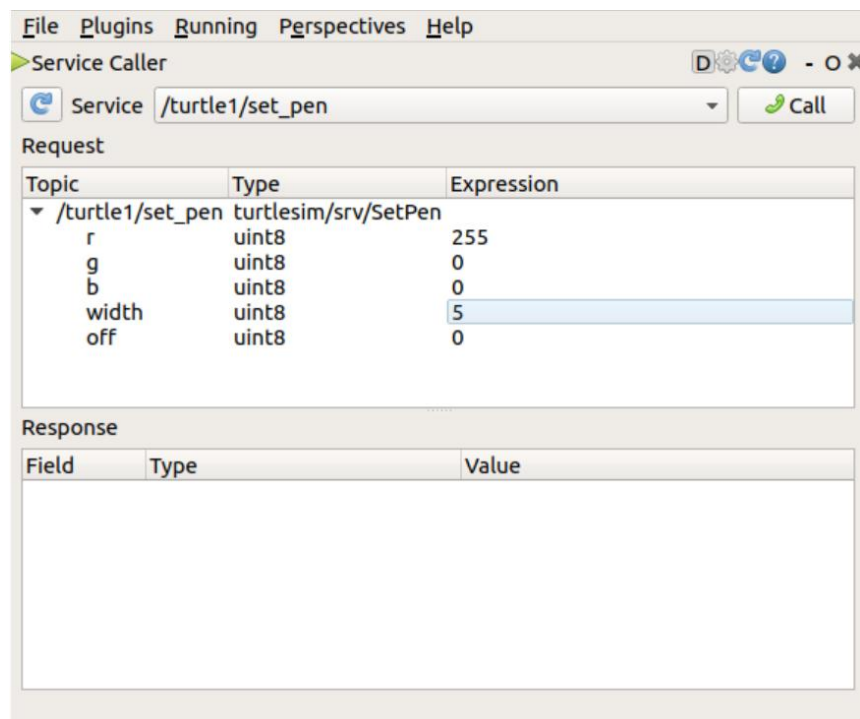 File Plugins Running Perspectives Help
Service Caller D ? - O ✖
Service /turtle1/set_pen Call
Request
Topic Type Expression
/turtle1/set_pen turtlesim/srv/SetPen
r uint8 255
g uint8 0
b uint8 0
width uint8 5
off uint8 0
Response
Field Type Value